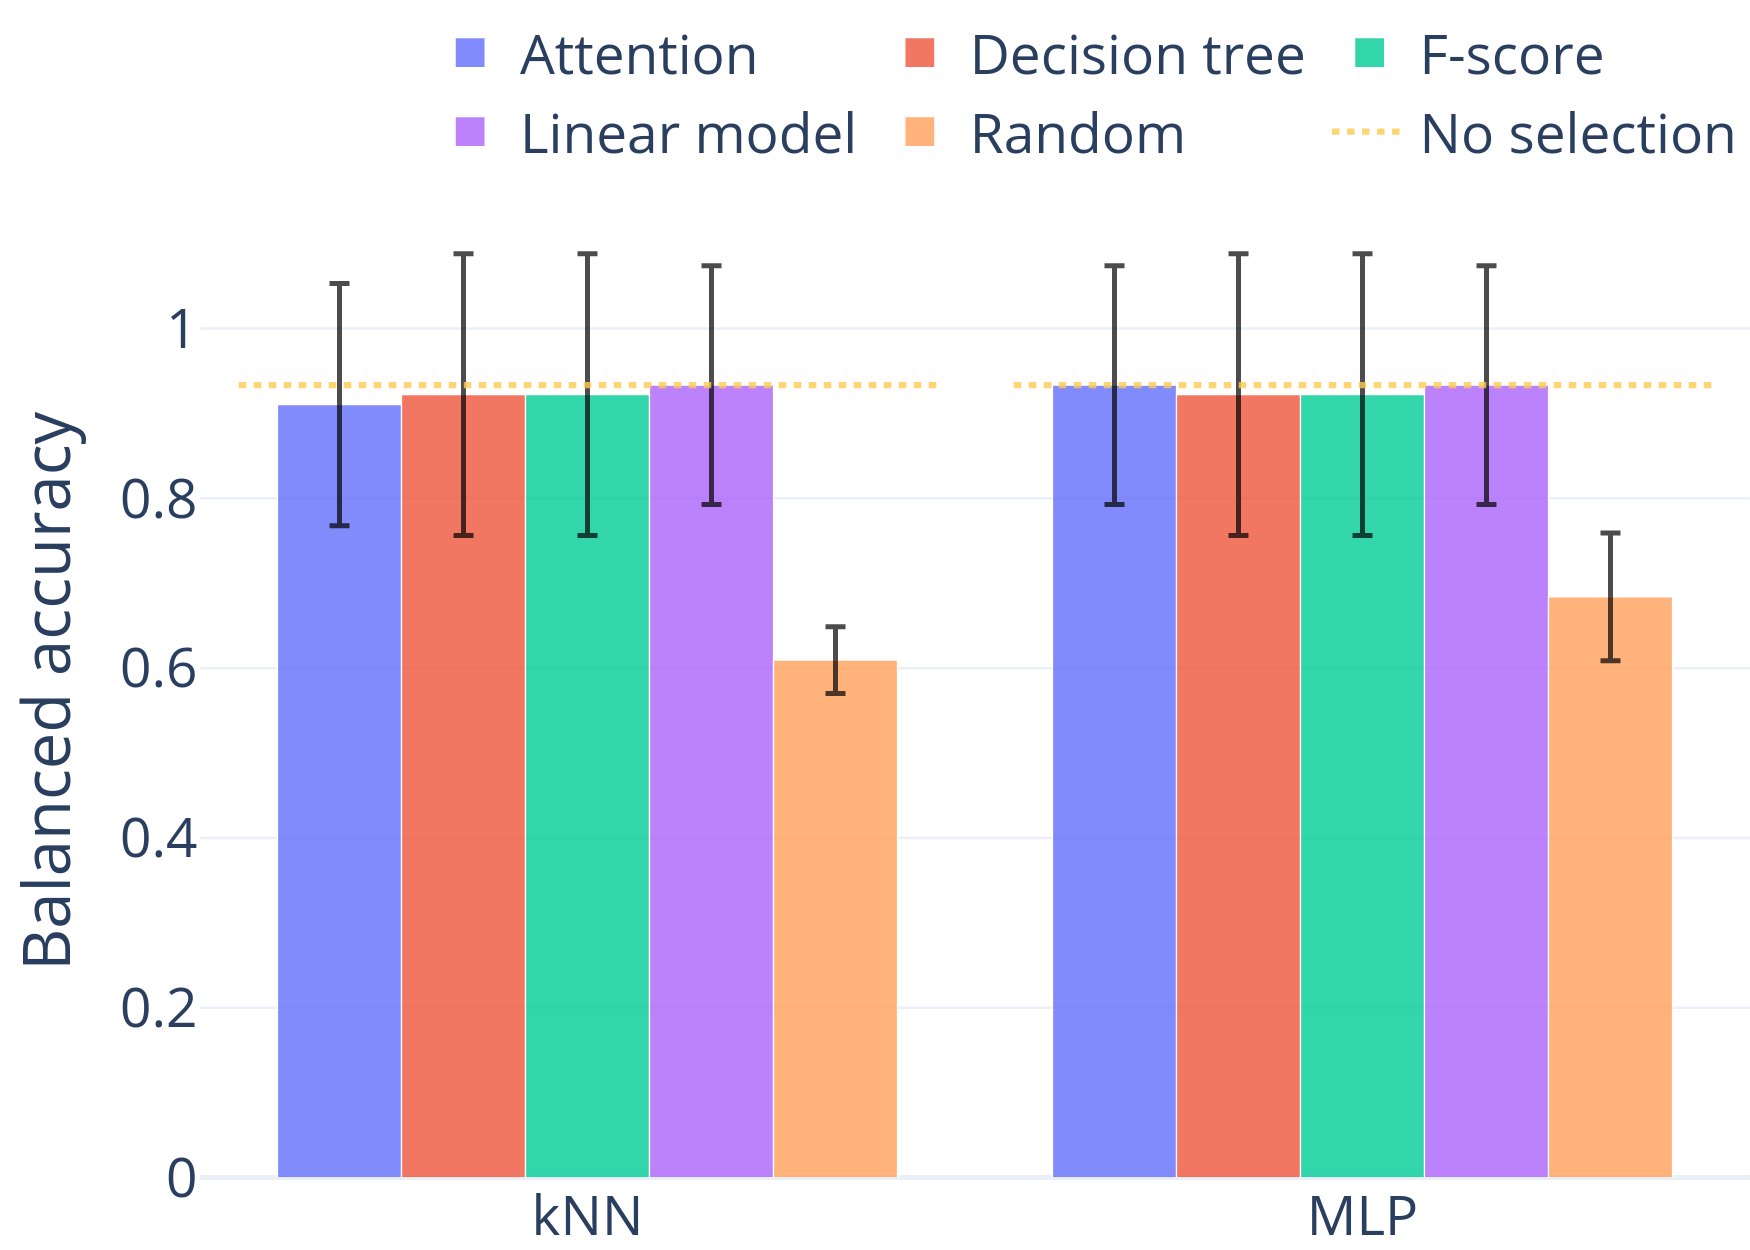 Attention Decision tree F-score
Linear model Random No selection
Balanced accuracy
1
0.8
0.6
0.4
0.2
0
kNN MLP